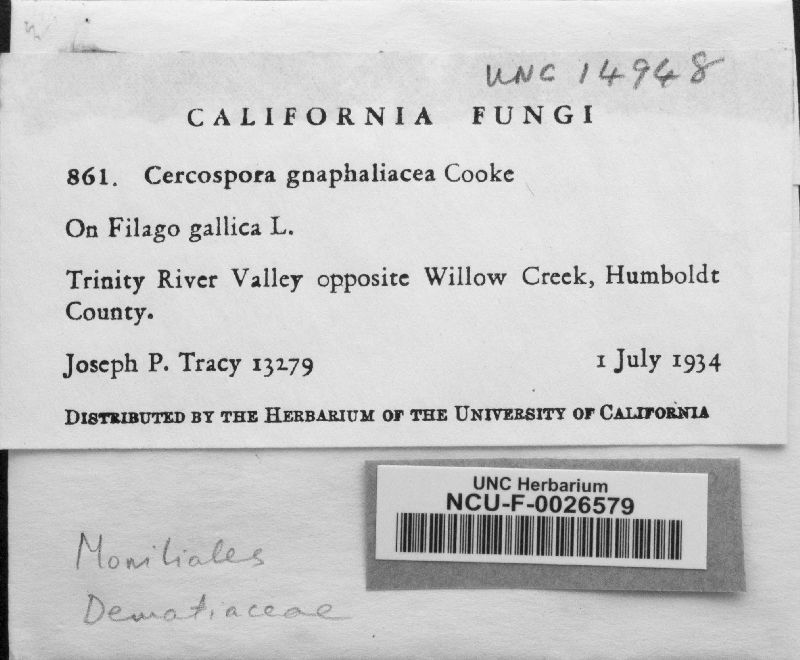 UNC 14948
CALIFORNIA FUNGI
861. Cercospora gnaphaliacea Cooke
On Filago gallica L.
Trinity River Valley opposite Willow Creek, Humboldt
County.
Joseph P. Tracy 13279 1 July 1934
DISTRIBUTED BY THE HERBARIUM OF THE UNIVERSITY OF CALIFORNIA
UNC Herbarium
NCU-F-0026579
Moniliales
Dematiaceae